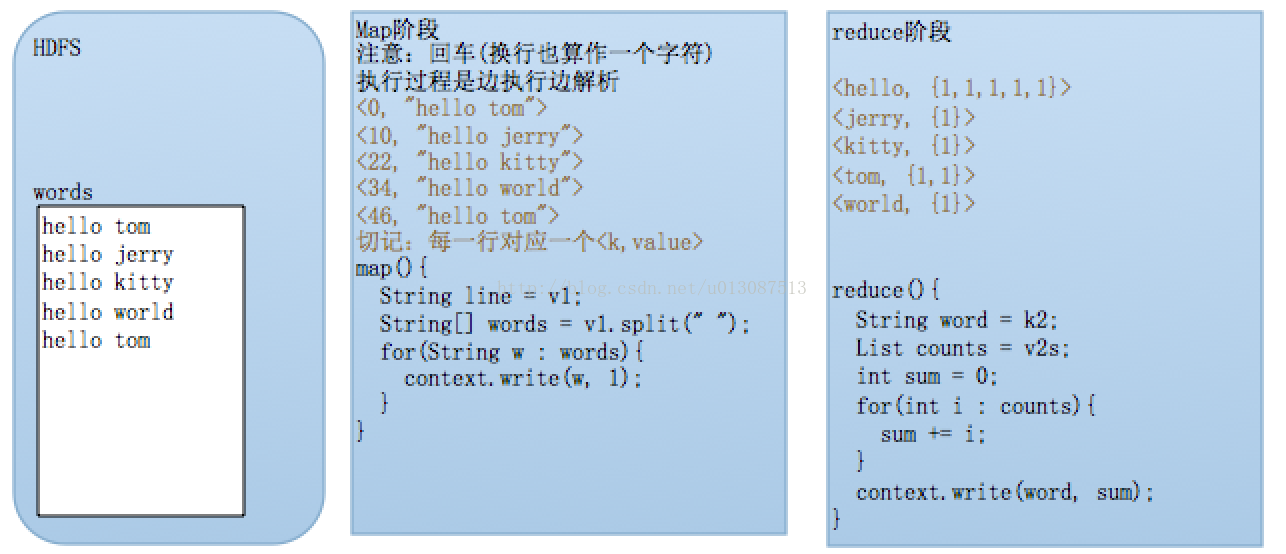 HDFS
words
hello tom
hello jerry
hello kitty
hello world
hello tom
Map阶段
注意：回车(换行也算作一个字符)
执行过程是边执行边解析
<0, "hello tom">
<10, "hello jerry">
<22, "hello kitty">
<34, "hello world">
<46, "hello tom">
切记：每一行对应一个<k,value>
map(){
String line = v1;
String[] words = v1.split(" ");
for(String w : words){
context.write(w, 1);
}
}
http://blog.csdn.net/u013087513
reduce阶段
<hello, {1,1,1,1,1}>
<jerry, {1}>
<kitty, {1}>
<tom, {1,1}>
<world, {1}>
reduce(){
String word = k2;
List counts = v2s;
int sum = 0;
for(int i : counts){
sum += i;
}
context.write(word, sum);
}